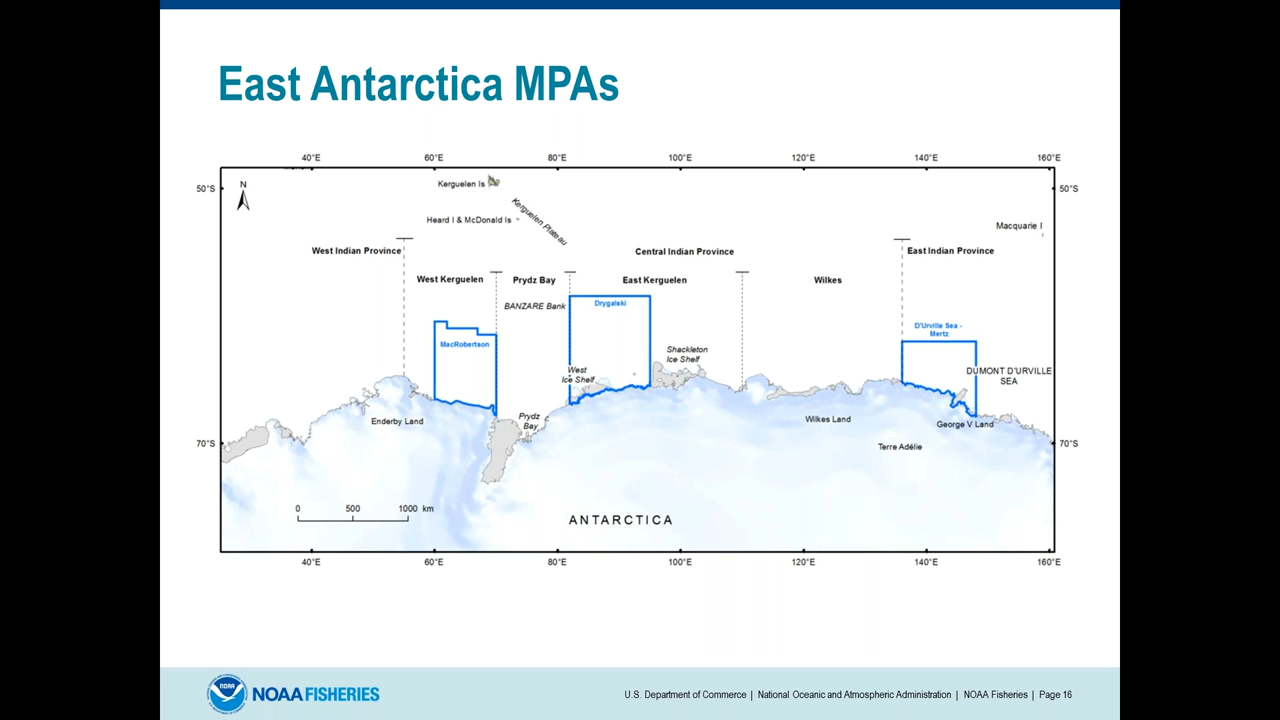 East Antarctica MPAs
40°E 60°E 80°E 100°E 120°E 140°E 160°E
50°S
50°S
N
Kerguelen Is
Kerguelen Plateau
Heard I & McDonald Is
Macquarie I
West Indian Province
Central Indian Province
East Indian Province
West Kerguelen
Prydz Bay
East Kerguelen
Wilkes
BANZARE Bank
Drygalski
MacRobertson
D'Urville Sea -
Mertz
Shackleton
Ice Shelf
West
Ice Shelf
DUMONT D'URVILLE
SEA
Enderby Land
Prydz
Bay
Wilkes Land
George V Land
70°S
70°S
Terre Adélie
0 500 1000 km
ANTARCTICA
40°E 60°E 80°E 100°E 120°E 140°E 160°E
NOAA
NOAA FISHERIES
U.S. Department of Commerce | National Oceanic and Atmospheric Administration | NOAA Fisheries | Page 16